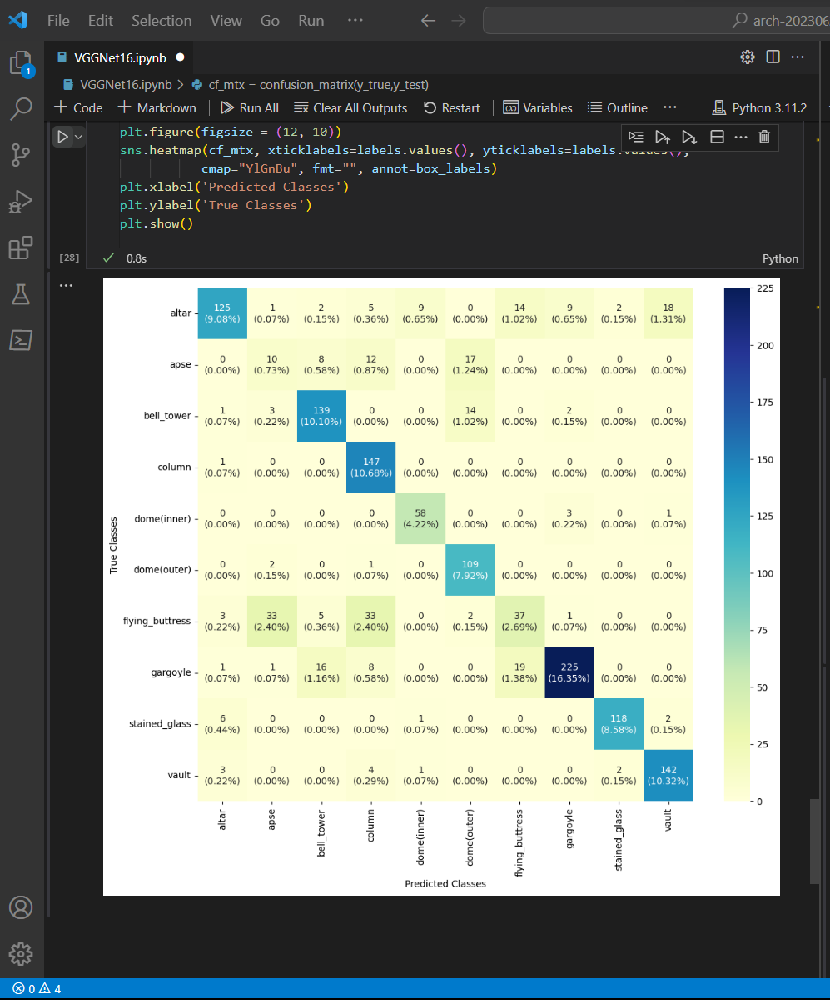 File Edit Selection View Go Run ··· arch-202306
1
VGGNet16.ipynb
VGGNet16.ipynb > cf_mtx = confusion_matrix(y_true,y_test)
+ Code + Markdown Run All Clear All Outputs Restart Variables Outline ··· Python 3.11.2
plt.figure(figsize = (12, 10))
sns.heatmap(cf_mtx, xticklabels=labels.values(), yticklabels=labels.values(),
cmap="YlGnBu", fmt="", annot=box_labels)
plt.xlabel('Predicted Classes')
plt.ylabel('True Classes')
plt.show()
[28] ✓ 0.8s Python
True Classes
altar 125 1 2 5 9 0 14 9 2 18
(9.08%) (0.07%) (0.15%) (0.36%) (0.65%) (0.00%) (1.02%) (0.65%) (0.15%) (1.31%)
apse 0 10 8 12 0 17 0 0 0 0
(0.00%) (0.73%) (0.58%) (0.87%) (0.00%) (1.24%) (0.00%) (0.00%) (0.00%) (0.00%)
bell_tower 1 3 139 0 0 14 0 2 0 0
(0.07%) (0.22%) (10.10%) (0.00%) (0.00%) (1.02%) (0.00%) (0.15%) (0.00%) (0.00%)
column 1 0 0 147 0 0 0 0 0 0
(0.07%) (0.00%) (0.00%) (10.68%) (0.00%) (0.00%) (0.00%) (0.00%) (0.00%) (0.00%)
dome(inner) 0 0 0 0 58 0 0 3 0 1
(0.00%) (0.00%) (0.00%) (0.00%) (4.22%) (0.00%) (0.00%) (0.22%) (0.00%) (0.07%)
dome(outer) 0 2 0 1 0 109 0 0 0 0
(0.00%) (0.15%) (0.00%) (0.07%) (0.00%) (7.92%) (0.00%) (0.00%) (0.00%) (0.00%)
flying_buttress 3 33 5 33 0 2 37 1 0 0
(0.22%) (2.40%) (0.36%) (2.40%) (0.00%) (0.15%) (2.69%) (0.07%) (0.00%) (0.00%)
gargoyle 1 1 16 8 0 0 19 225 0 0
(0.07%) (0.07%) (1.16%) (0.58%) (0.00%) (0.00%) (1.38%) (16.35%) (0.00%) (0.00%)
stained_glass 6 0 0 0 1 0 0 0 118 2
(0.44%) (0.00%) (0.00%) (0.00%) (0.07%) (0.00%) (0.00%) (0.00%) (8.58%) (0.15%)
vault 3 0 0 4 1 0 0 0 2 142
(0.22%) (0.00%) (0.00%) (0.29%) (0.07%) (0.00%) (0.00%) (0.00%) (0.15%) (10.32%)
altar apse bell_tower column dome(inner) dome(outer) flying_buttress gargoyle stained_glass vault
Predicted Classes
225
200
175
150
125
100
75
50
25
0
0 4